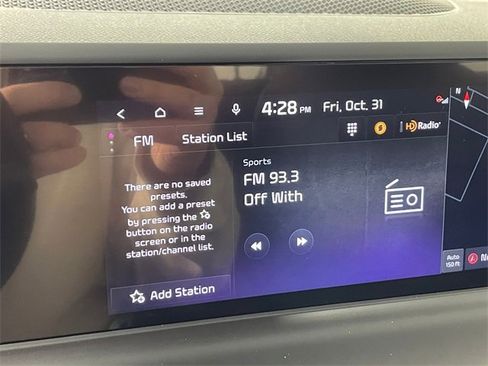 4:28 PM Fri, Oct. 31
FM Station List HD Radio
N
Sports
FM 93.3
Off With
There are no saved
presets.
You can add a preset
by pressing the
button on the radio
screen or in the
station/channel list.
Add Station
Auto
150 ft